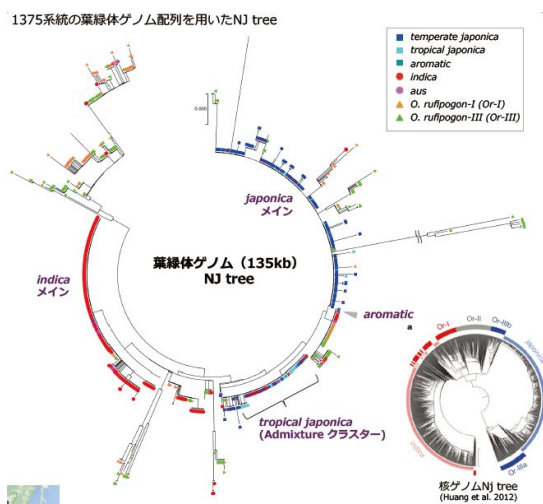 1375系統の葉緑体ゲノム配列を用いたNJ tree
temperate japonica
tropical japonica
aromatic
indica
aus
O. rufipogon-I (Or-I)
O. rufipogon-III (Or-III)
japonica
メイン
葉緑体ゲノム（135kb）
NJ tree
indica
メイン
aromatic
tropical japonica
(Admixture クラスター)
a
Or-I
Or-II
Or-IIIb
japonica
indica
Or-IIIa
核ゲノムNj tree
(Huang et al. 2012)